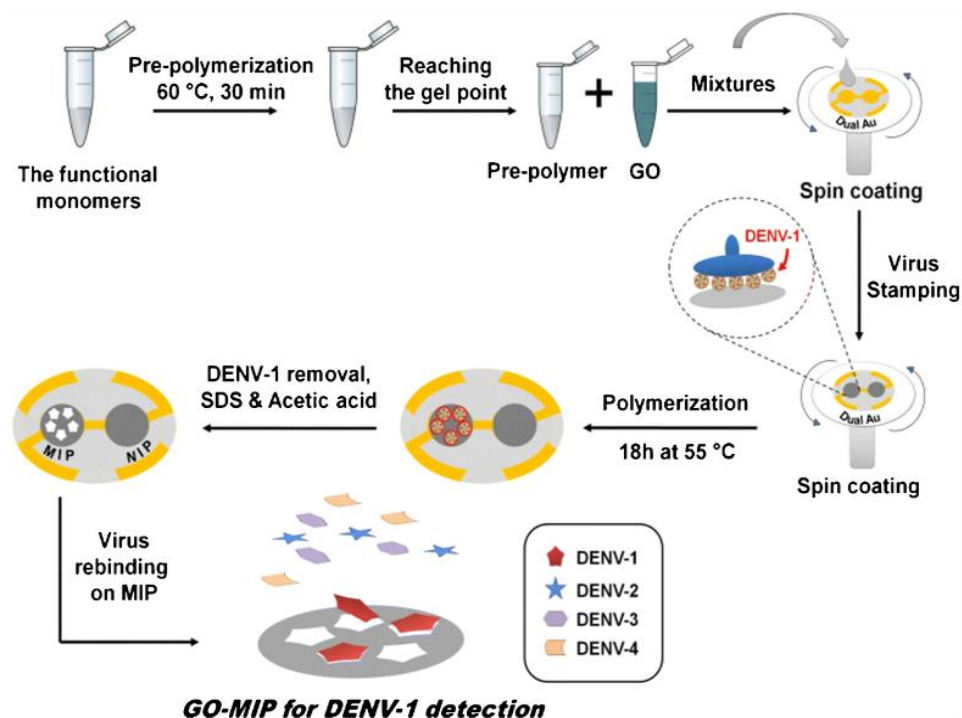 Pre-polymerization
60 °C, 30 min
Reaching
the gel point
Mixtures
Dual Au
The functional
monomers
Pre-polymer
GO
Spin coating
DENV-1
Virus
Stamping
DENV-1 removal,
SDS & Acetic acid
Polymerization
18h at 55 °C
Dual Au
Spin coating
MIP
NIP
Virus
rebinding
on MIP
DENV-1
DENV-2
DENV-3
DENV-4
GO-MIP for DENV-1 detection